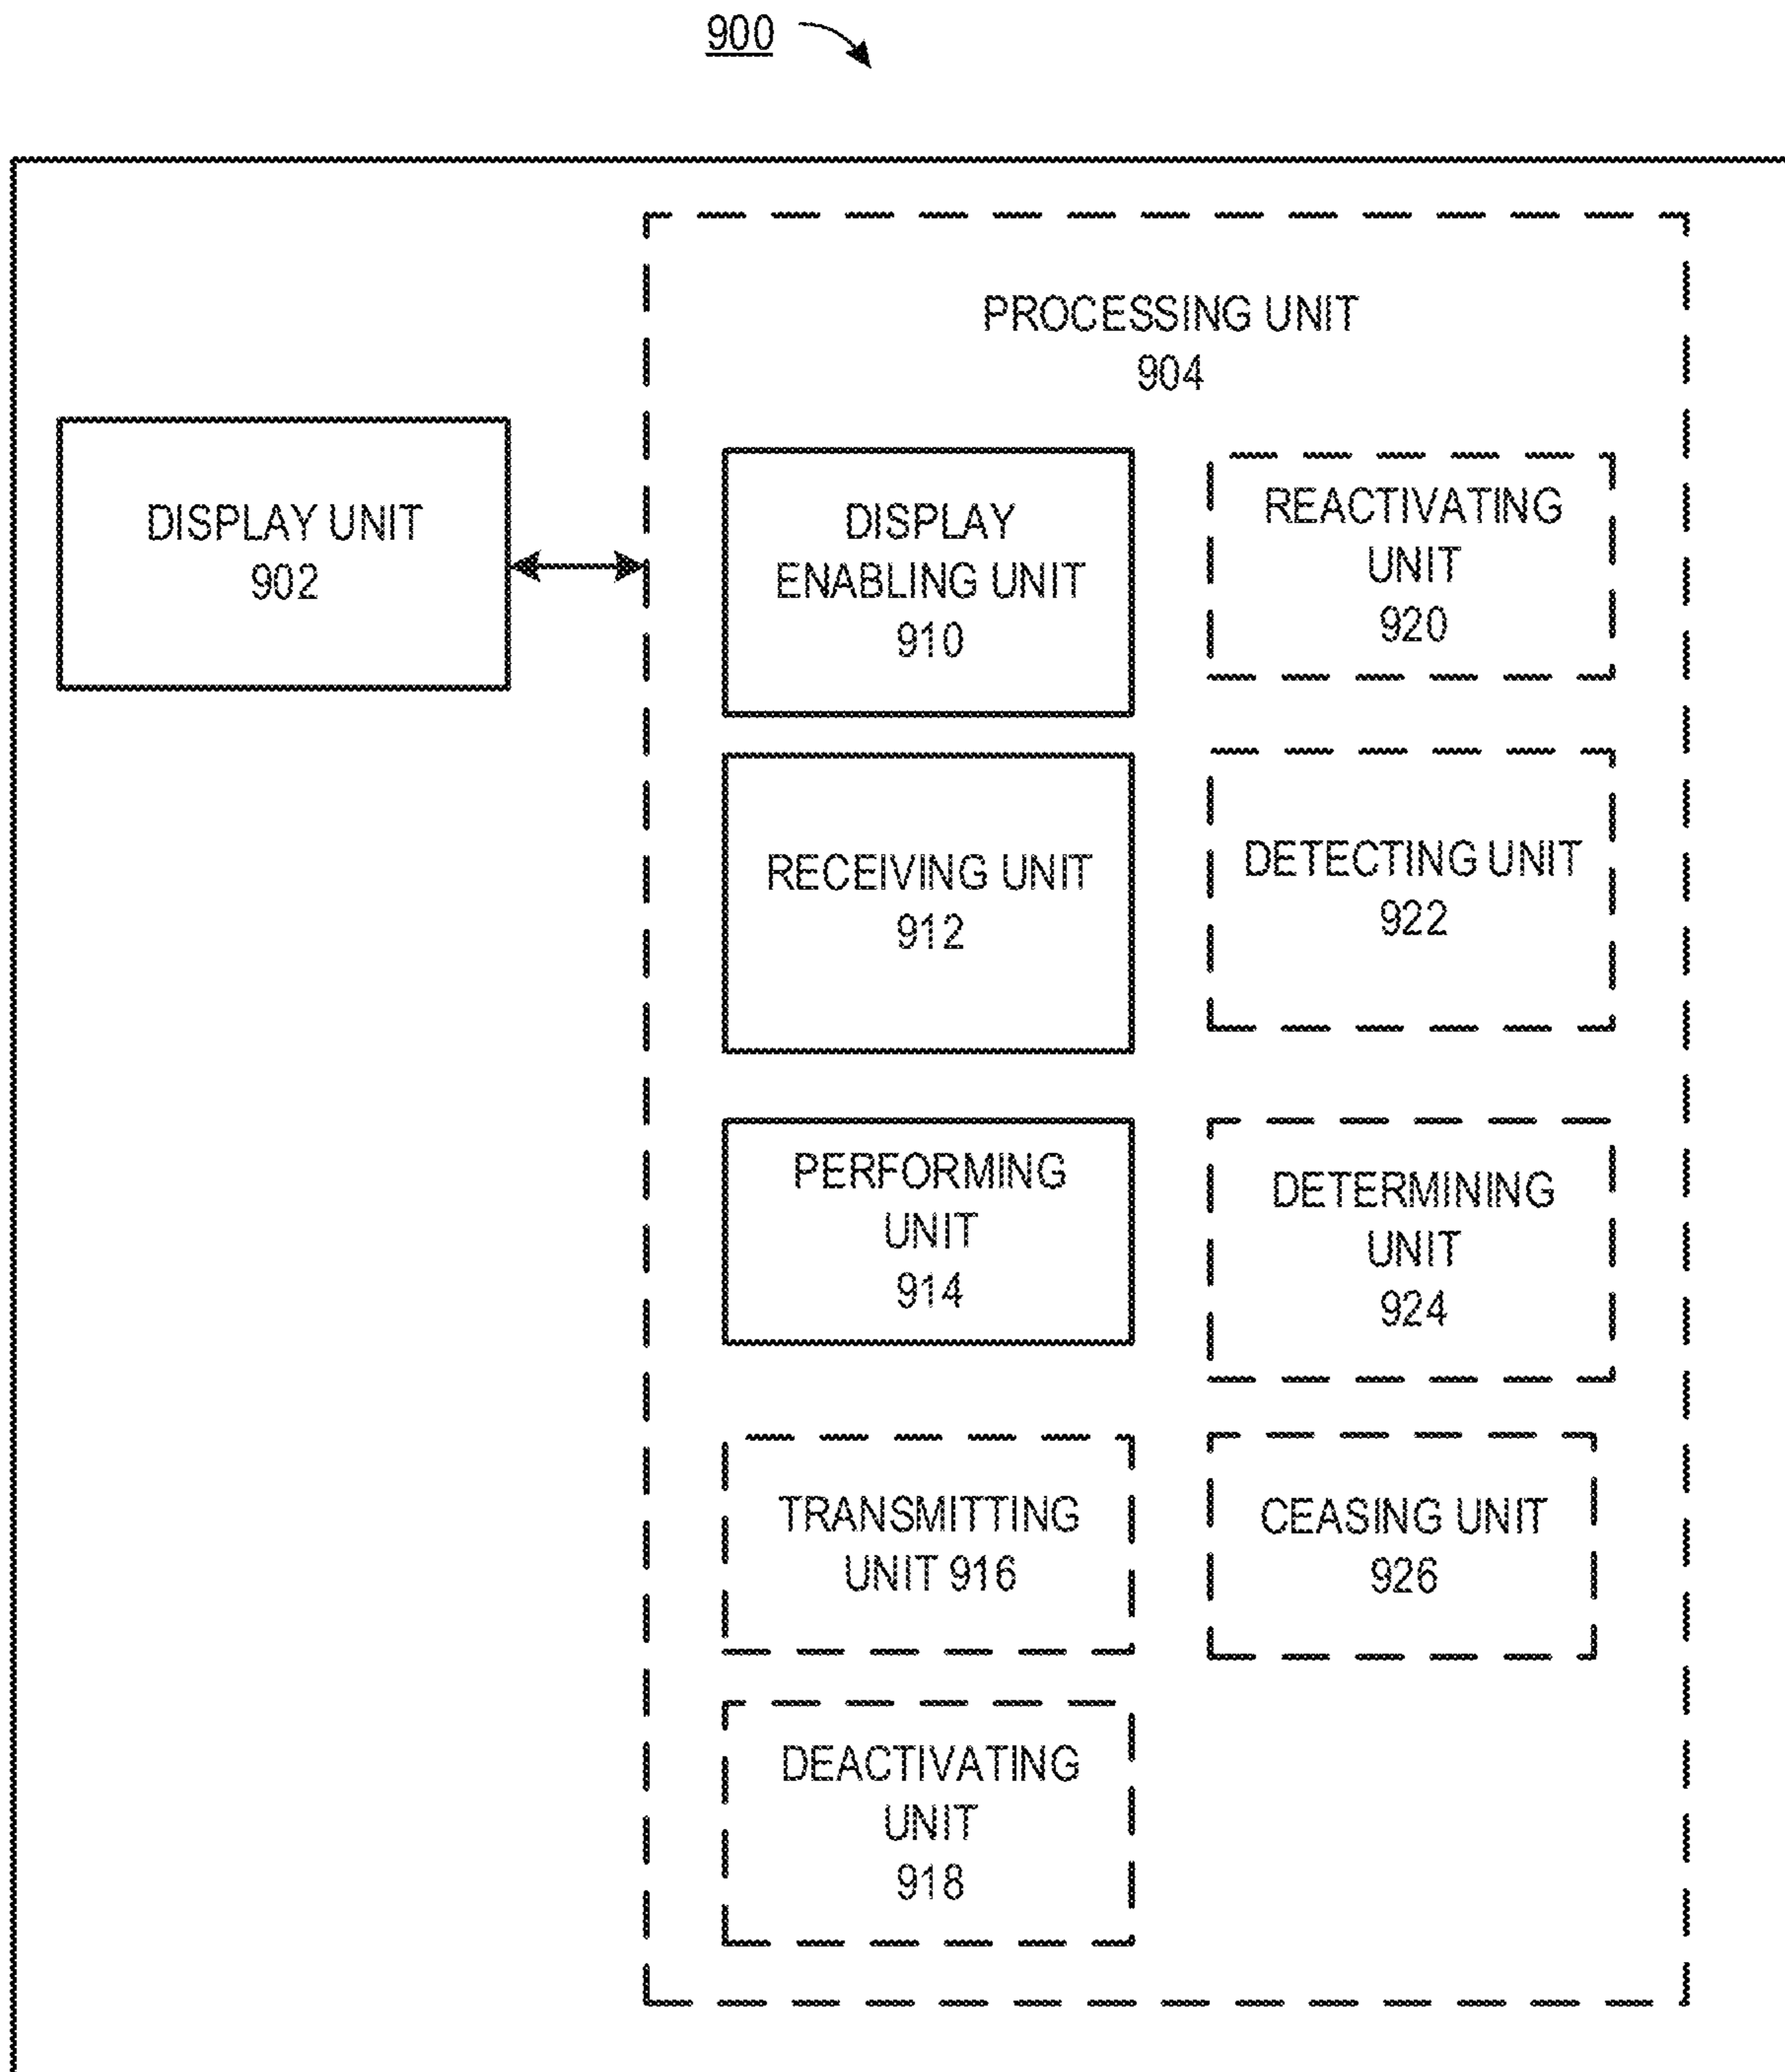 900
PROCESSING UNIT
904
DISPLAY UNIT
902
DISPLAY
ENABLING UNIT
910
REACTIVATING
UNIT
920
RECEIVING UNIT
912
DETECTING UNIT
922
PERFORMING
UNIT
914
DETERMINING
UNIT
924
TRANSMITTING
UNIT 916
CEASING UNIT
926
DEACTIVATING
UNIT
918